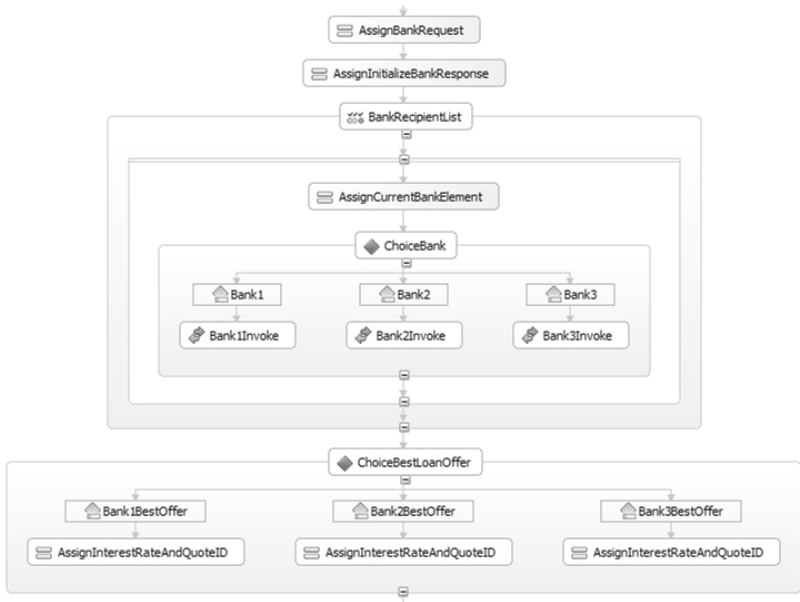 AssignBankRequest
AssignInitializeBankResponse
BankRecipientList
AssignCurrentBankElement
ChoiceBank
Bank1 Bank2 Bank3
Bank1Invoke Bank2Invoke Bank3Invoke
ChoiceBestLoanOffer
Bank1BestOffer Bank2BestOffer Bank3BestOffer
AssignInterestRateAndQuoteID AssignInterestRateAndQuoteID AssignInterestRateAndQuoteID